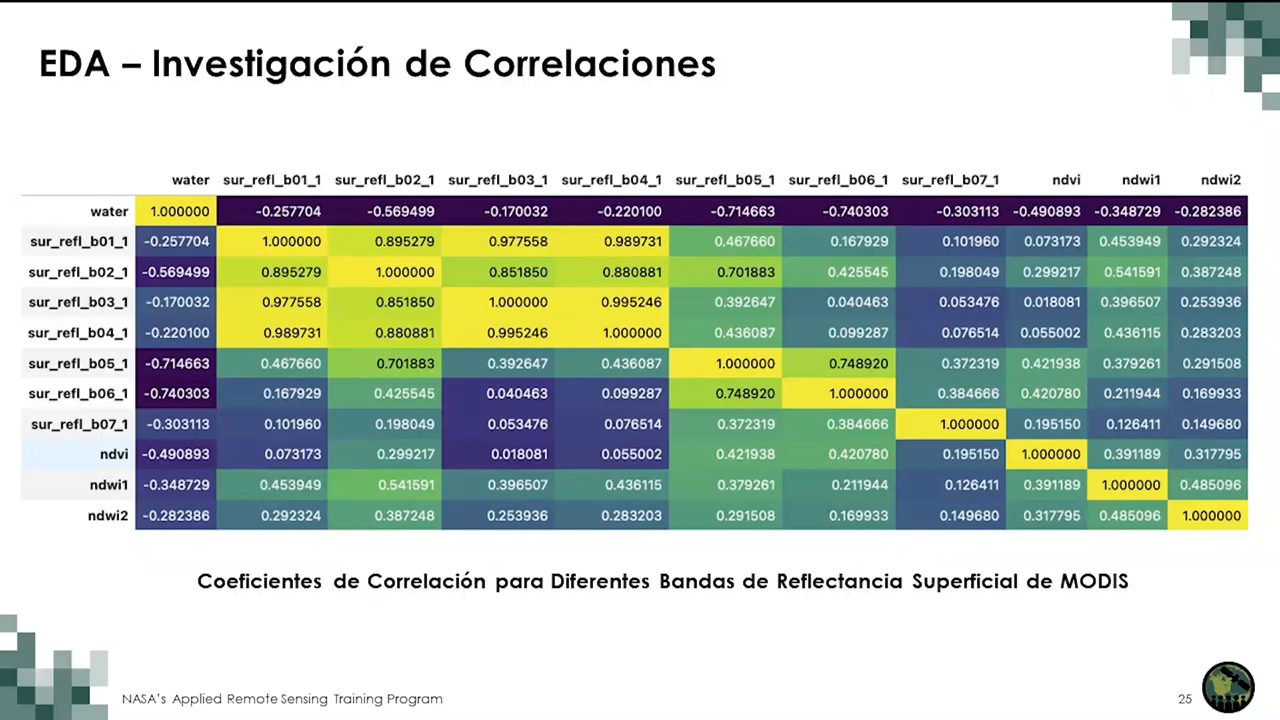 EDA – Investigación de Correlaciones
water sur_refl_b01_1 sur_refl_b02_1 sur_refl_b03_1 sur_refl_b04_1 sur_refl_b05_1 sur_refl_b06_1 sur_refl_b07_1 ndvi ndwi1 ndwi2
water 1.000000 -0.257704 -0.569499 -0.170032 -0.220100 -0.714663 -0.740303 -0.303113 -0.490893 -0.348729 -0.282386
sur_refl_b01_1 -0.257704 1.000000 0.895279 0.977558 0.989731 0.467660 0.167929 0.101960 0.073173 0.453949 0.292324
sur_refl_b02_1 -0.569499 0.895279 1.000000 0.851850 0.880881 0.701883 0.425545 0.198049 0.299217 0.541591 0.387248
sur_refl_b03_1 -0.170032 0.977558 0.851850 1.000000 0.995246 0.392647 0.040463 0.053476 0.018081 0.396507 0.253936
sur_refl_b04_1 -0.220100 0.989731 0.880881 0.995246 1.000000 0.436087 0.099287 0.076514 0.055002 0.436115 0.283203
sur_refl_b05_1 -0.714663 0.467660 0.701883 0.392647 0.436087 1.000000 0.748920 0.372319 0.421938 0.379261 0.291508
sur_refl_b06_1 -0.740303 0.167929 0.425545 0.040463 0.099287 0.748920 1.000000 0.384666 0.420780 0.211944 0.169933
sur_refl_b07_1 -0.303113 0.101960 0.198049 0.053476 0.076514 0.372319 0.384666 1.000000 0.195150 0.126411 0.149680
ndvi -0.490893 0.073173 0.299217 0.018081 0.055002 0.421938 0.420780 0.195150 1.000000 0.391189 0.317795
ndwi1 -0.348729 0.453949 0.541591 0.396507 0.436115 0.379261 0.211944 0.126411 0.391189 1.000000 0.485096
ndwi2 -0.282386 0.292324 0.387248 0.253936 0.283203 0.291508 0.169933 0.149680 0.317795 0.485096 1.000000
Coeficientes de Correlación para Diferentes Bandas de Reflectancia Superficial de MODIS
NASA's Applied Remote Sensing Training Program
25